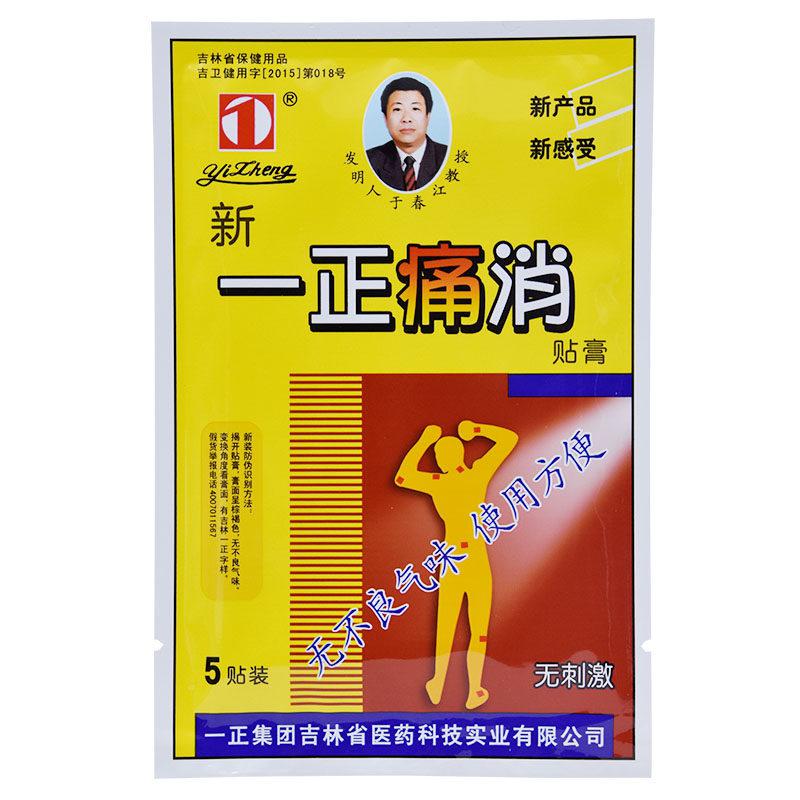 吉林省保健用品
吉卫健用字[2015]第018号
®
YiZheng
发明人于春江教授
新产品
新感受
新
一正痛消
贴膏
新装防伪识别方法：
揭开贴膏，膏面呈棕褐色，无不良气味，
变换角度看膏面，有吉林一正字样。
假货举报电话4007011567
无不良气味 使用方便
5贴装
无刺激
一正集团吉林省医药科技实业有限公司